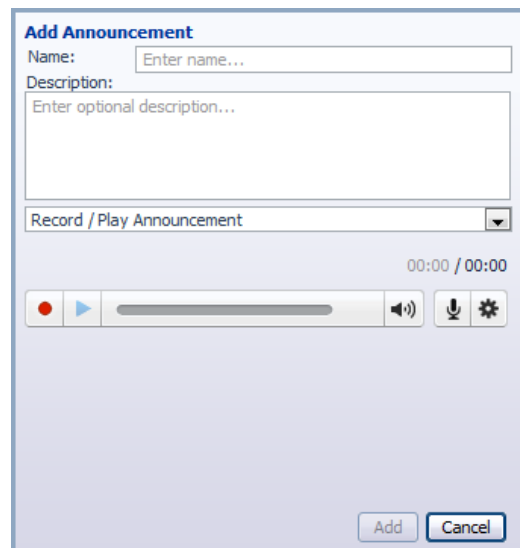 Add Announcement
Name: Enter name...
Description:
Enter optional description...
Record / Play Announcement
00:00 / 00:00
Add Cancel